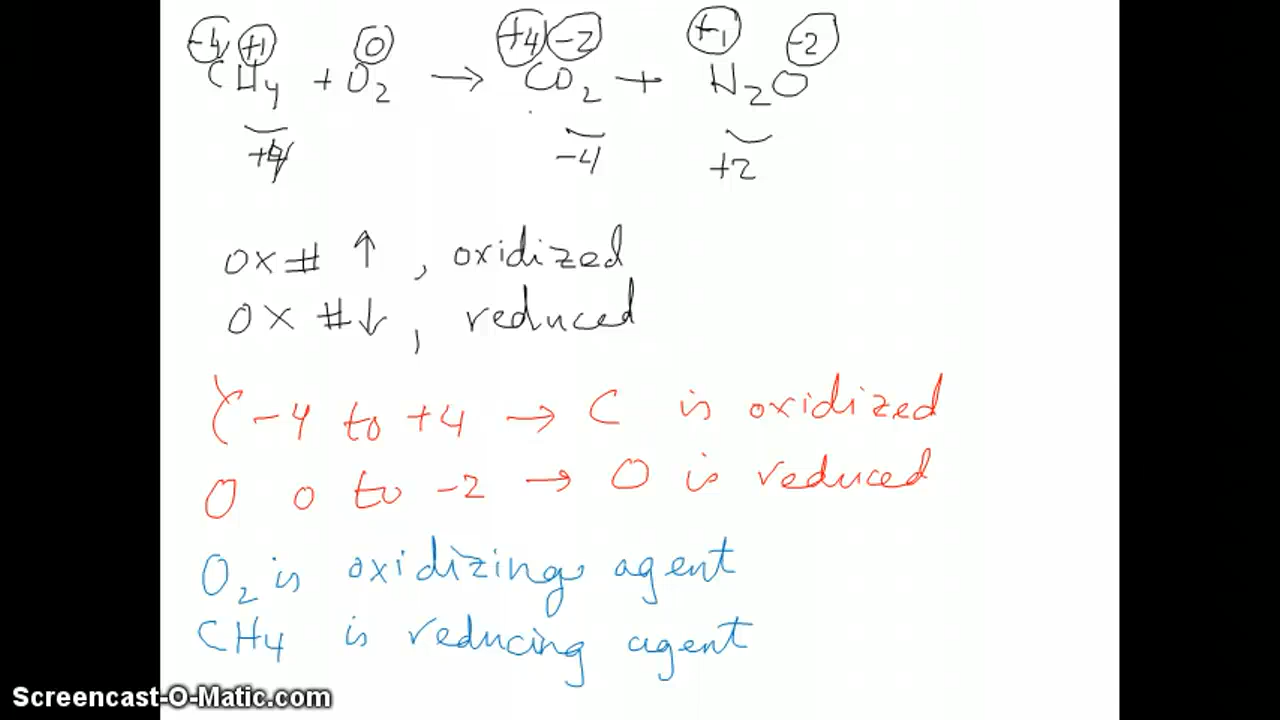 -4 +1 0 +4 -2 +1 -2
CH4 + O2 → CO2 + H2O
+4 -4 +2
ox # ↑, oxidized
ox # ↓, reduced
C -4 to +4 → C is oxidized
O 0 to -2 → O is reduced
O2 is oxidizing agent
CH4 is reducing agent
Screencast-O-Matic.com